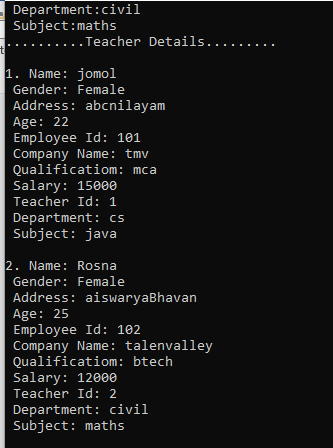 Department:civil
Subject:maths
..........Teacher Details.........
1. Name: jomol
Gender: Female
Address: abcnilayam
Age: 22
Employee Id: 101
Company Name: tmv
Qualificatiom: mca
Salary: 15000
Teacher Id: 1
Department: cs
Subject: java
2. Name: Rosna
Gender: Female
Address: aiswaryaBhavan
Age: 25
Employee Id: 102
Company Name: talenvalley
Qualificatiom: btech
Salary: 12000
Teacher Id: 2
Department: civil
Subject: maths